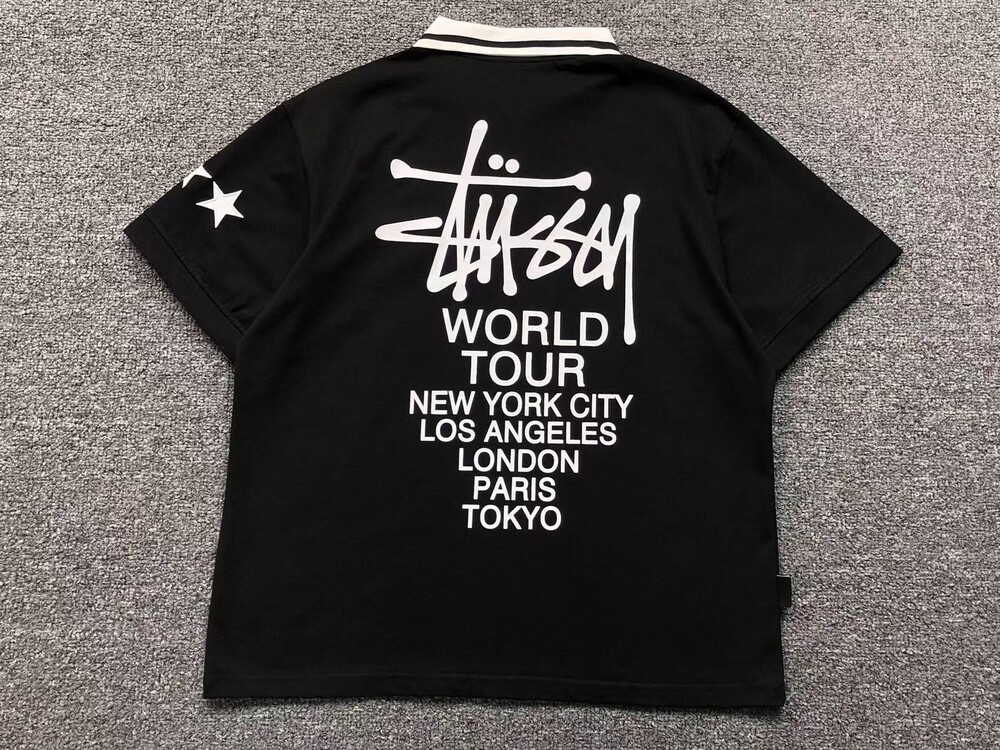 Stüssy
WORLD
TOUR
NEW YORK CITY
LOS ANGELES
LONDON
PARIS
TOKYO